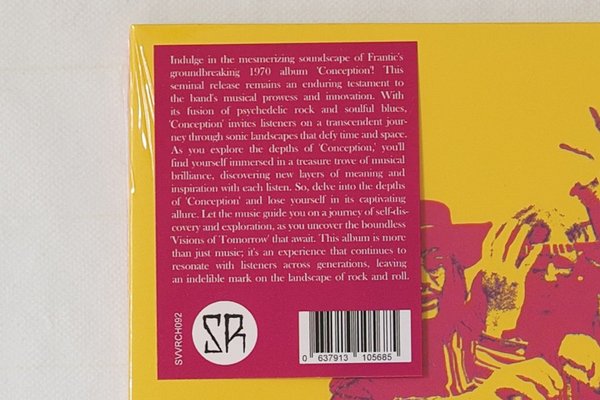 Indulge in the mesmerizing soundscape of Frantic's
groundbreaking 1970 album 'Conception'! This
seminal release remains an enduring testament to
the band's musical prowess and innovation. With
its fusion of psychedelic rock and soulful blues,
'Conception' invites listeners on a transcendent jour-
ney through sonic landscapes that defy time and space.
As you explore the depths of 'Conception,' you'll
find yourself immersed in a treasure trove of musical
brilliance, discovering new layers of meaning and
inspiration with each listen. So, delve into the depths
of 'Conception' and lose yourself in its captivating
allure. Let the music guide you on a journey of self-dis-
covery and exploration, as you uncover the boundless
'Visions of Tomorrow' that await. This album is more
than just music; it's an experience that continues to
resonate with listeners across generations, leaving
an indelible mark on the landscape of rock and roll.
SVVRCH092
SR
0 637913 105685